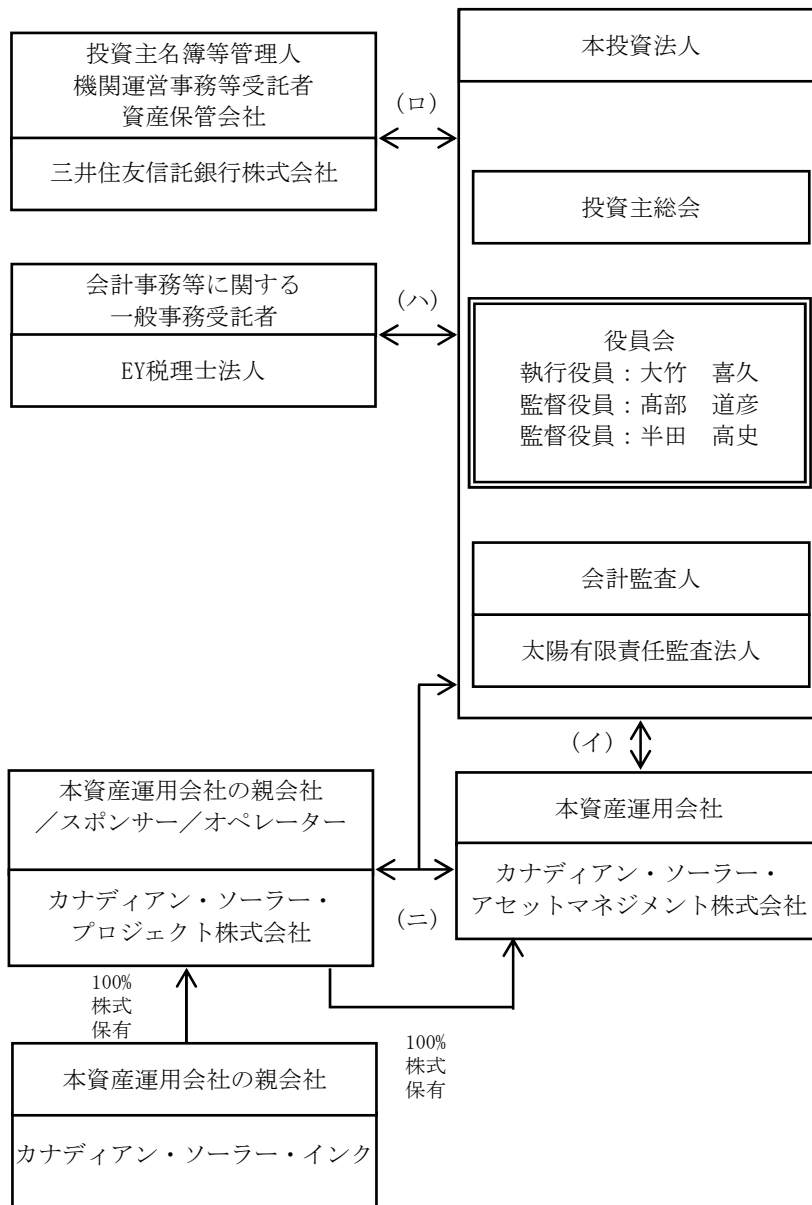 投資主名簿等管理人
機関運営事務等受託者
資産保管会社
三井住友信託銀行株式会社
(ロ)
本投資法人
投資主総会
会計事務等に関する
一般事務受託者
EY税理士法人
(ハ)
役員会
執行役員：大竹　喜久
監督役員：髙部　道彦
監督役員：半田　高史
会計監査人
太陽有限責任監査法人
(イ)
本資産運用会社の親会社
／スポンサー／オペレーター
カナディアン・ソーラー・
プロジェクト株式会社
(ニ)
本資産運用会社
カナディアン・ソーラー・
アセットマネジメント株式会社
100%
株式
保有
100%
株式
保有
本資産運用会社の親会社
カナディアン・ソーラー・インク